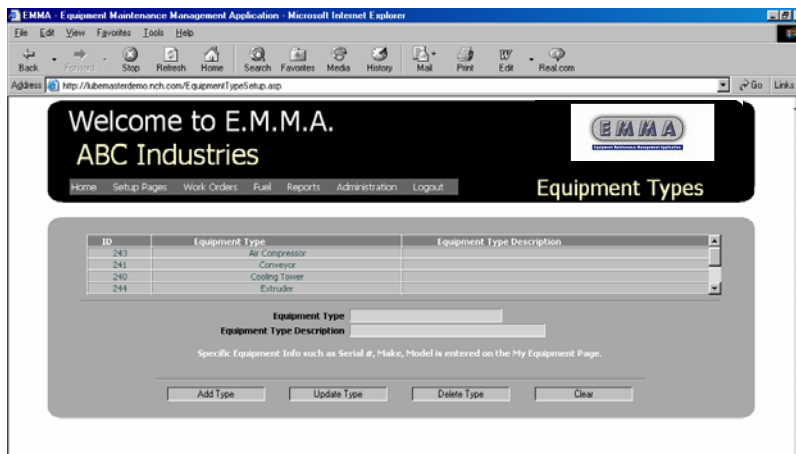 EMMA - Equipment Maintenance Management Application - Microsoft Internet Explorer
File Edit View Favorites Tools Help
Back Forward Stop Refresh Home Search Favorites Media History Mail Print Edit Real.com
Address http://lubemasterdemo.nch.com/EquipmentTypeSetup.asp Go Links
Welcome to E.M.M.A.
ABC Industries
EMMA
Equipment Maintenance Management Application
Home Setup Pages Work Orders Fuel Reports Administration Logout
Equipment Types
ID Equipment Type Equipment Type Description
243 Air Compressor
241 Conveyor
240 Cooling Tower
244 Extruder
Equipment Type
Equipment Type Description
Specific Equipment Info such as Serial #, Make, Model is entered on the My Equipment Page.
Add Type Update Type Delete Type Clear